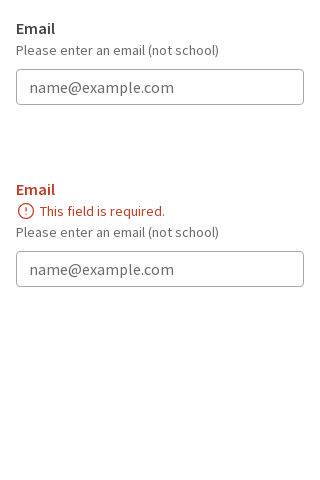 Email
Please enter an email (not school)
name@example.com
Email
This field is required.
Please enter an email (not school)
name@example.com